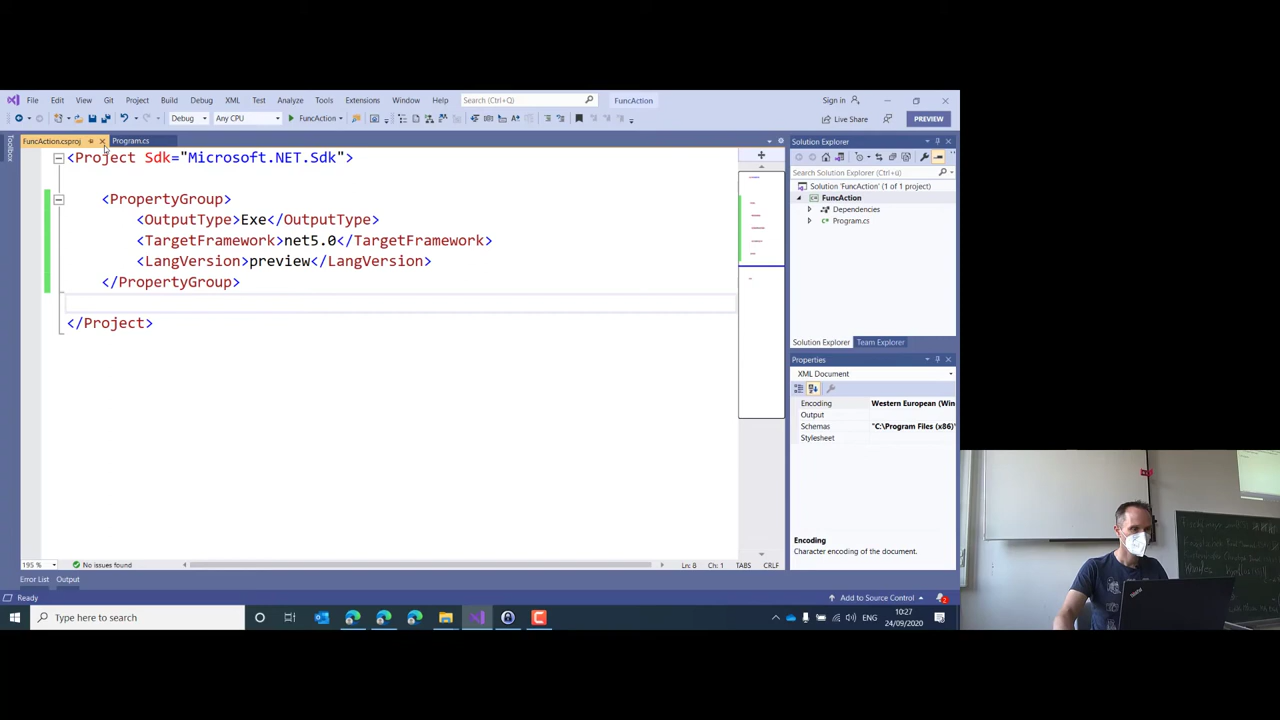 File Edit View Git Project Build Debug XML Test Analyze Tools Extensions Window Help Search (Ctrl+Q) FuncAction Sign in
Debug Any CPU FuncAction Live Share PREVIEW
Toolbox
FuncAction.csproj Program.cs
<Project Sdk="Microsoft.NET.Sdk">
<PropertyGroup>
<OutputType>Exe</OutputType>
<TargetFramework>net5.0</TargetFramework>
<LangVersion>preview</LangVersion>
</PropertyGroup>
</Project>
195 % No issues found Ln: 8 Ch: 1 TABS CRLF
Error List Output
Solution Explorer
Search Solution Explorer (Ctrl+ü)
Solution 'FuncAction' (1 of 1 project)
FuncAction
Dependencies
Program.cs
Solution Explorer Team Explorer
Properties
XML Document
Encoding Western European (Win
Output
Schemas "C:\Program Files (x86)\
Stylesheet
Encoding
Character encoding of the document.
Ready Add to Source Control 2
Type here to search ENG 10:27
24/09/2020